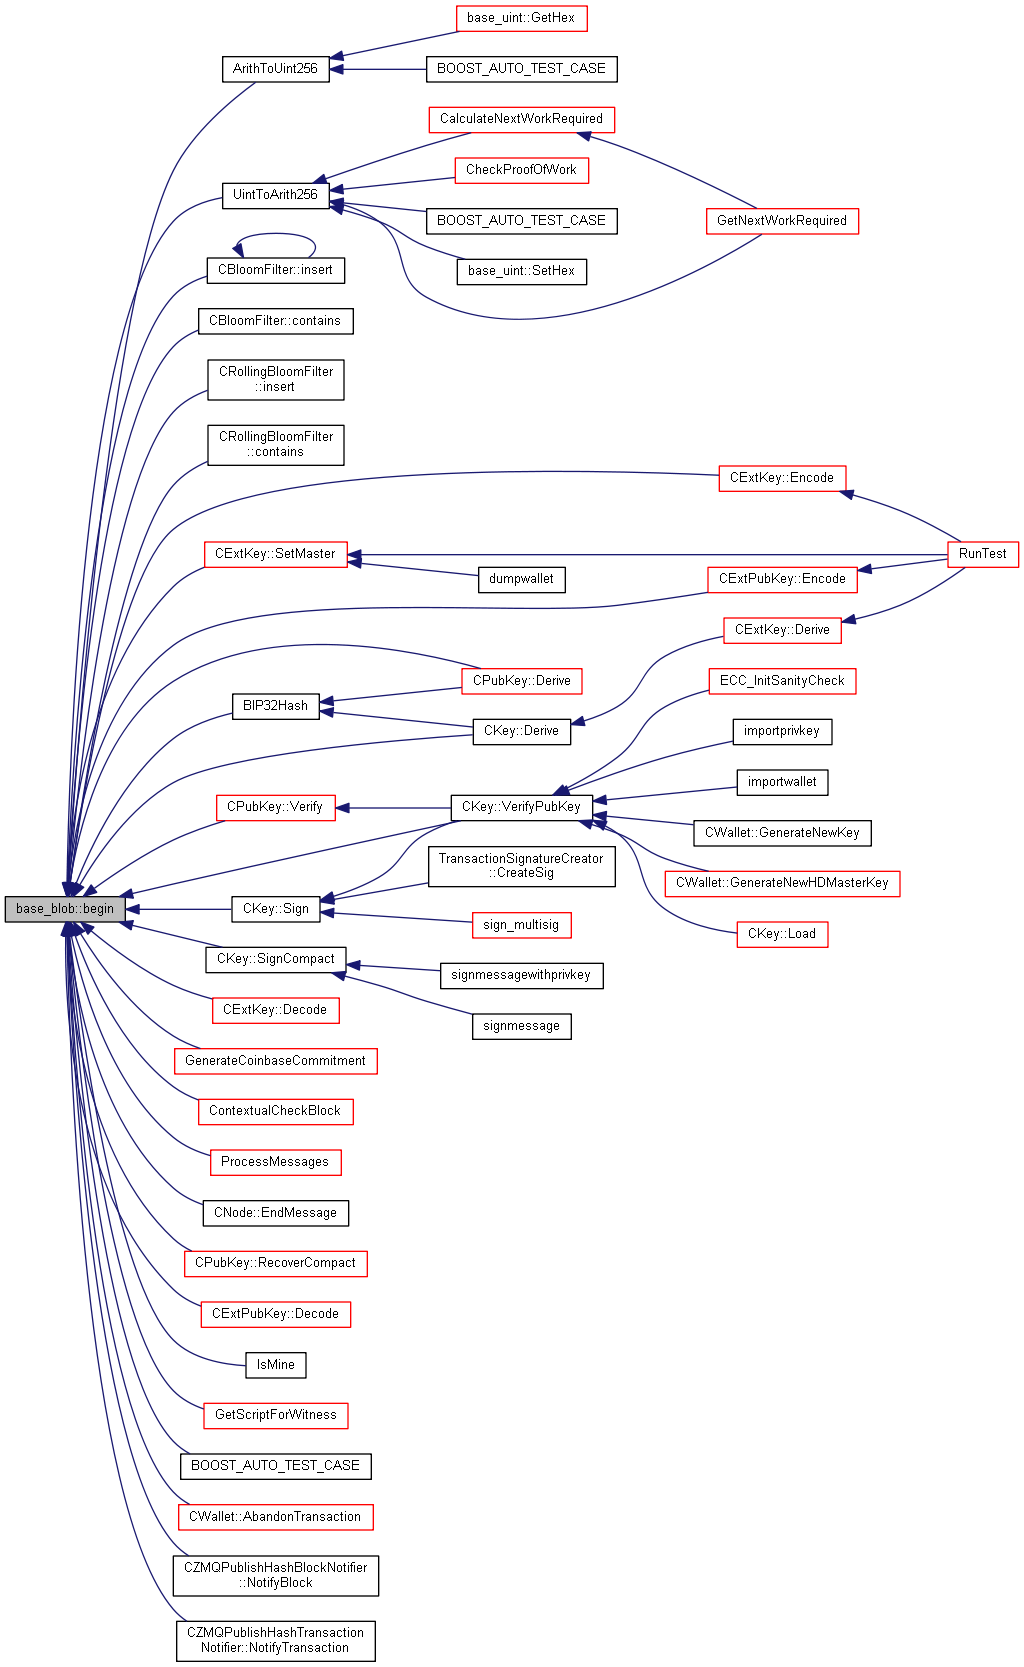 base_uint::GetHex
ArithToUint256
BOOST_AUTO_TEST_CASE
CalculateNextWorkRequired
CheckProofOfWork
UintToArith256
BOOST_AUTO_TEST_CASE
GetNextWorkRequired
CBloomFilter::insert
base_uint::SetHex
CBloomFilter::contains
CRollingBloomFilter
::insert
CRollingBloomFilter
::contains
CExtKey::Encode
CExtKey::SetMaster
RunTest
dumpwallet
CExtPubKey::Encode
CExtKey::Derive
CPubKey::Derive
ECC_InitSanityCheck
BIP32Hash
CKey::Derive
importprivkey
importwallet
CPubKey::Verify
CKey::VerifyPubKey
CWallet::GenerateNewKey
TransactionSignatureCreator
::CreateSig
CWallet::GenerateNewHDMasterKey
base_blob::begin
CKey::Sign
sign_multisig
CKey::Load
CKey::SignCompact
signmessagewithprivkey
CExtKey::Decode
signmessage
GenerateCoinbaseCommitment
ContextualCheckBlock
ProcessMessages
CNode::EndMessage
CPubKey::RecoverCompact
CExtPubKey::Decode
IsMine
GetScriptForWitness
BOOST_AUTO_TEST_CASE
CWallet::AbandonTransaction
CZMQPublishHashBlockNotifier
::NotifyBlock
CZMQPublishHashTransaction
Notifier::NotifyTransaction